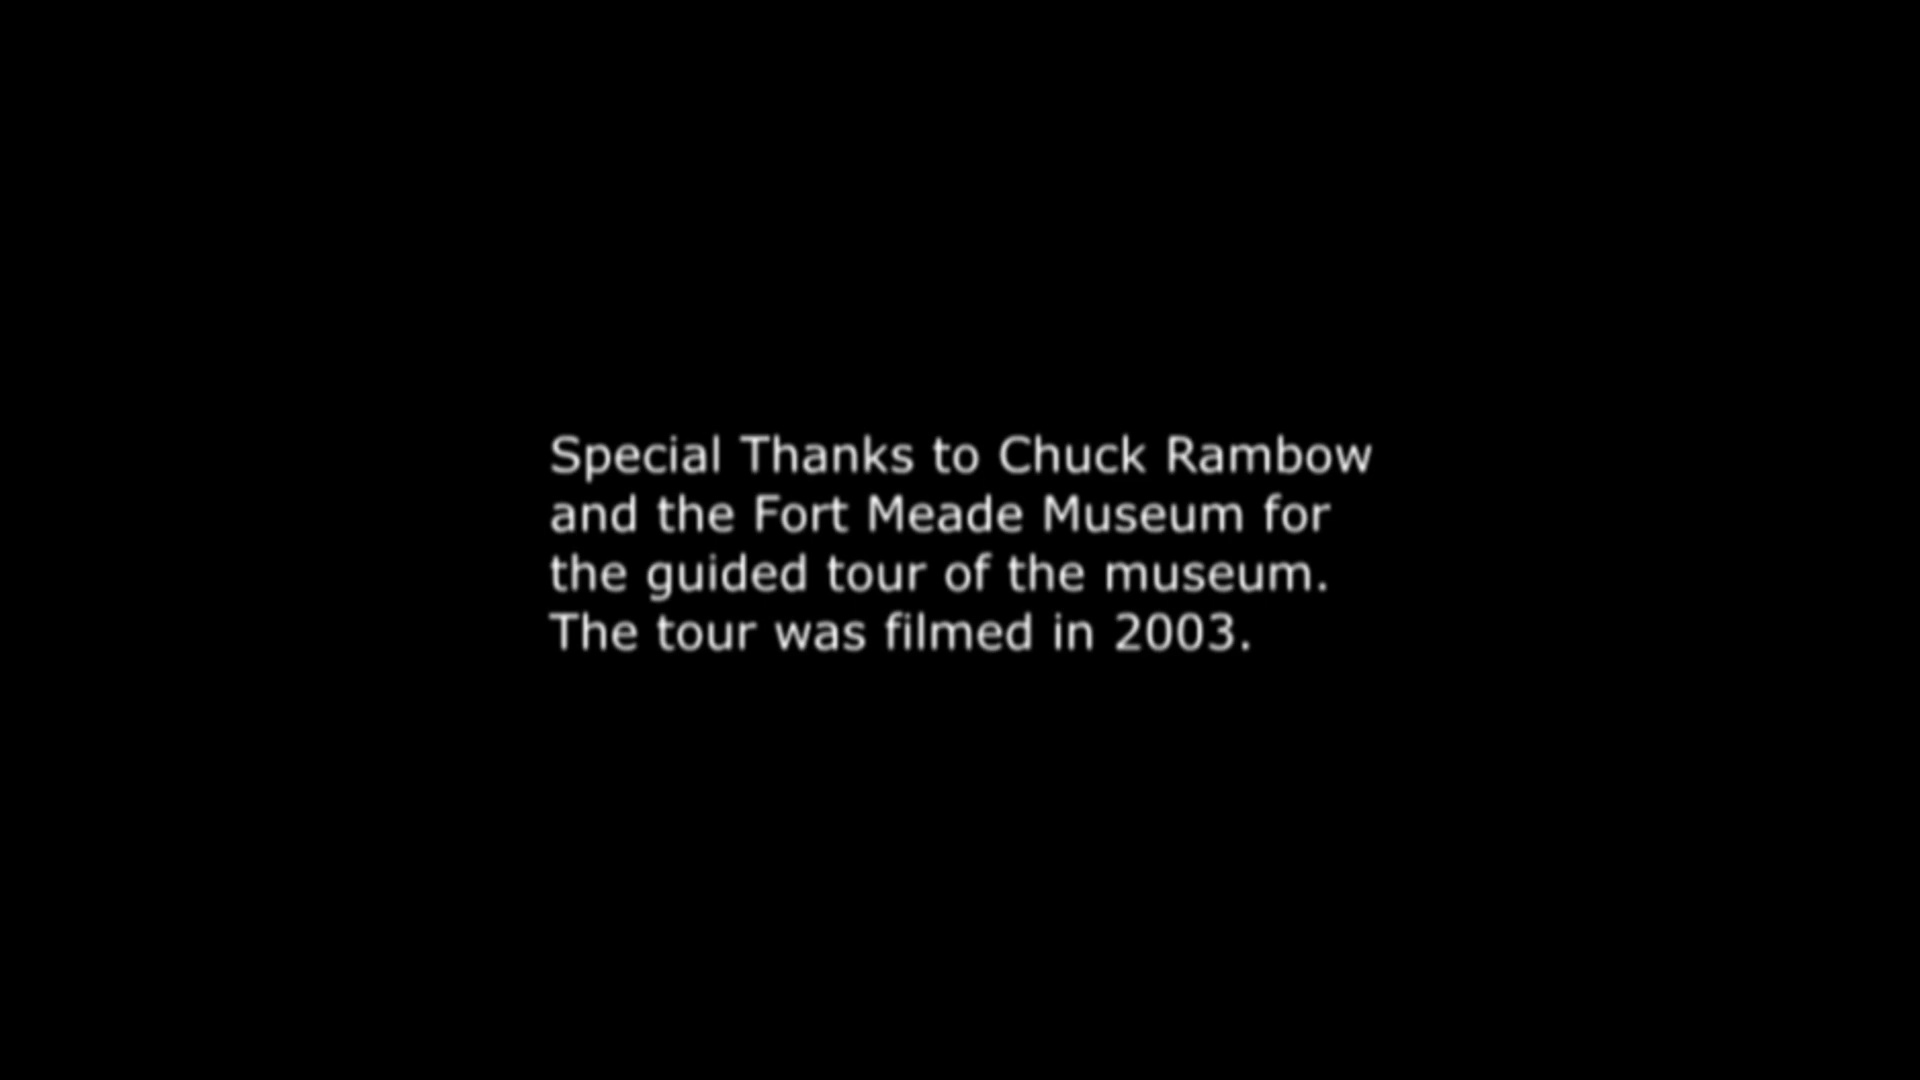 Special Thanks to Chuck Rambow
and the Fort Meade Museum for
the guided tour of the museum.
The tour was filmed in 2003.